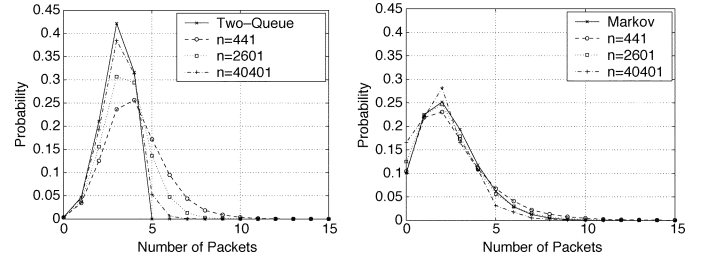 0.45
0.4
0.35
0.3
0.25
0.2
0.15
0.1
0.05
0
Probability
Two-Queue
n=441
n=2601
n=40401
0 5 10 15
Number of Packets
0.45
0.4
0.35
0.3
0.25
0.2
0.15
0.1
0.05
0
Probability
Markov
n=441
n=2601
n=40401
0 5 10 15
Number of Packets